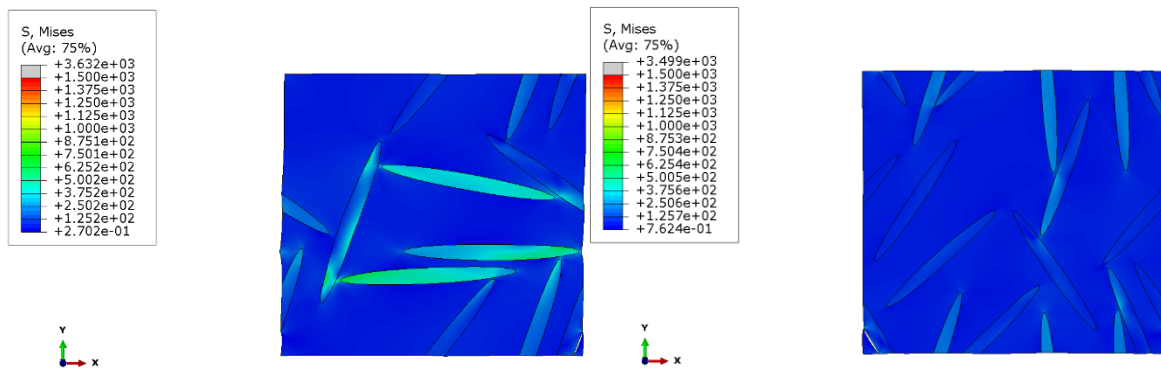 S, Mises
(Avg: 75%)
+3.632e+03
+1.500e+03
+1.375e+03
+1.250e+03
+1.125e+03
+1.000e+03
+8.751e+02
+7.501e+02
+6.252e+02
+5.002e+02
+3.752e+02
+2.502e+02
+1.252e+02
+2.702e-01
Y
X
S, Mises
(Avg: 75%)
+3.499e+03
+1.500e+03
+1.375e+03
+1.250e+03
+1.125e+03
+1.000e+03
+8.752e+02
+7.504e+02
+6.255e+02
+5.005e+02
+3.756e+02
+2.506e+02
+1.257e+02
+7.624e-01
Y
X